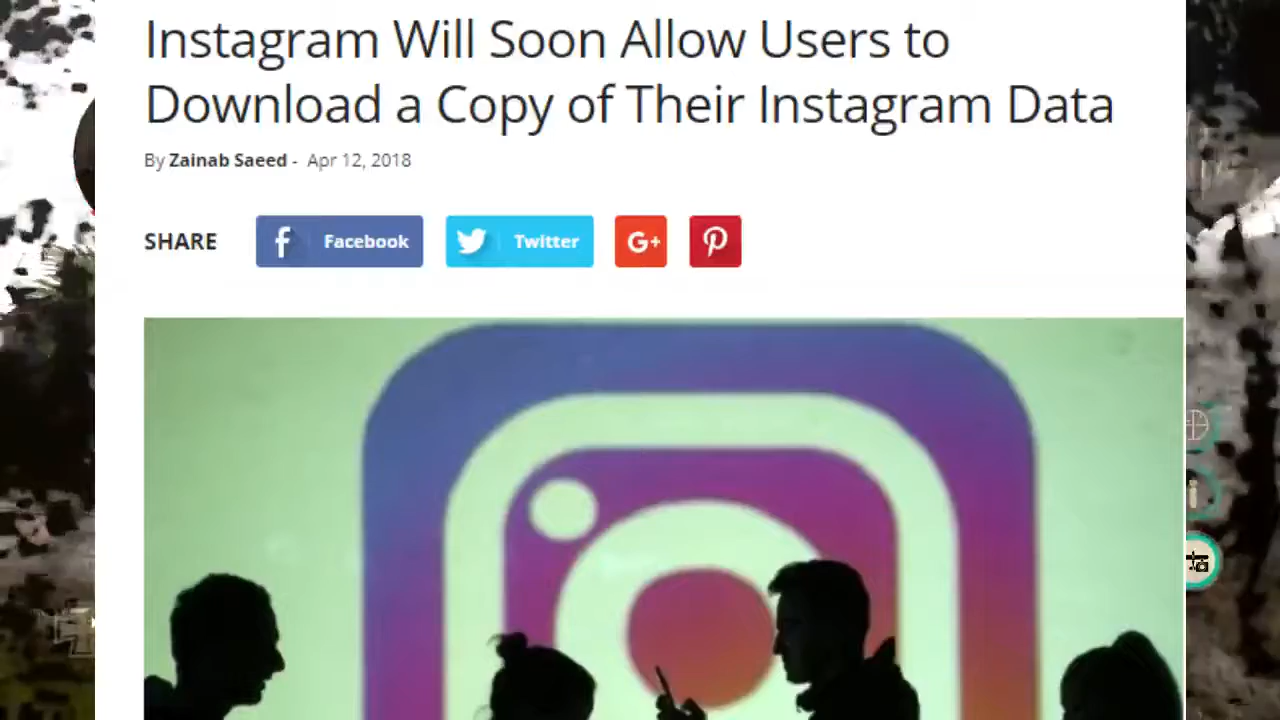 Instagram Will Soon Allow Users to
Download a Copy of Their Instagram Data
By Zainab Saeed - Apr 12, 2018
SHARE Facebook Twitter G+